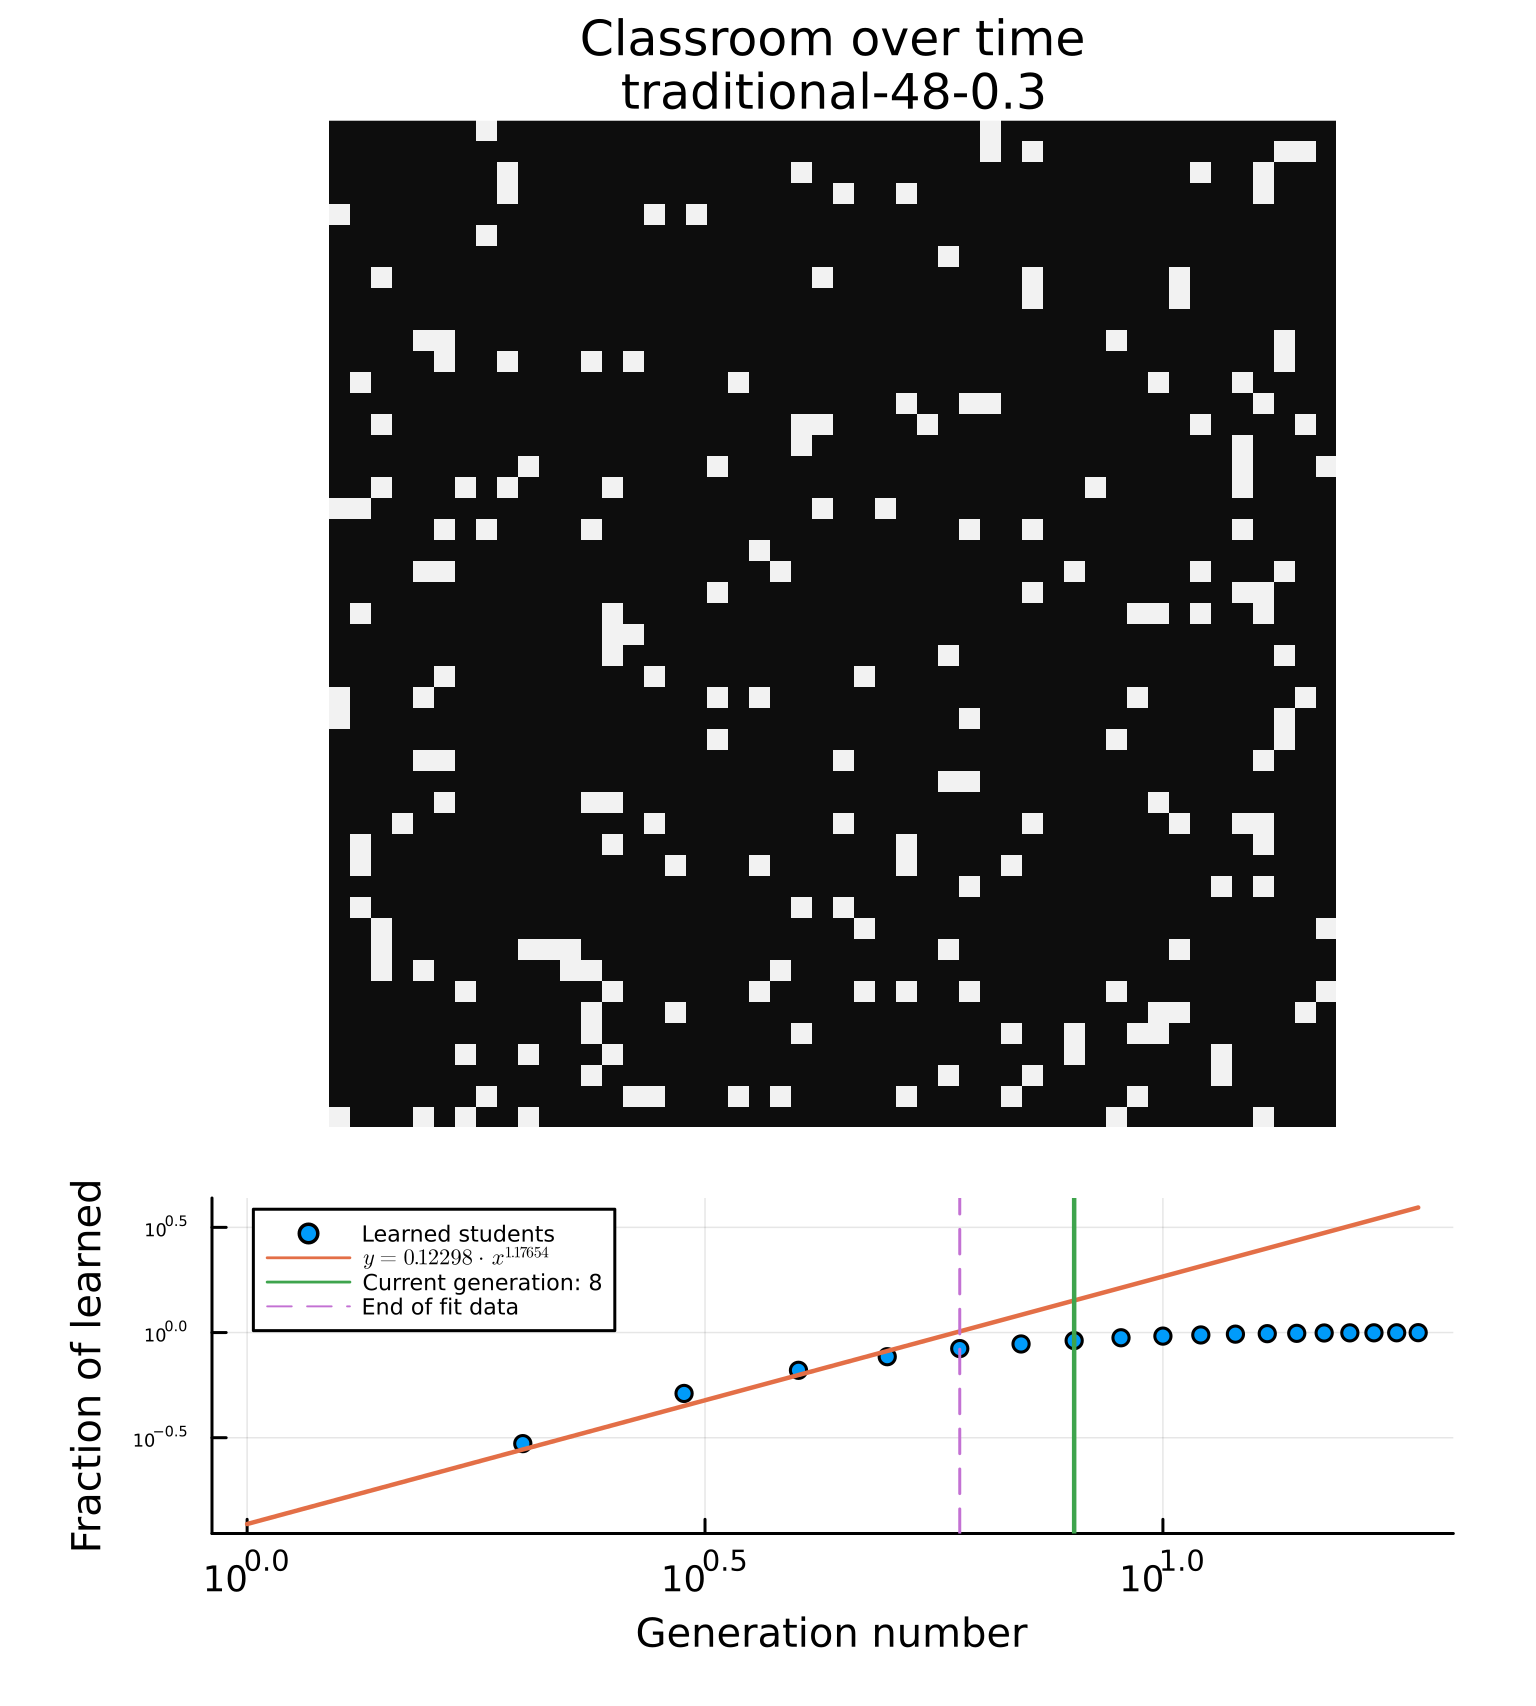 Classroom over time
traditional-48-0.3
Fraction of learned
10^0.5
10^0.0
10^−0.5
Learned students
y = 0.12298 · x^1.17654
Current generation: 8
End of fit data
10^0.0 10^0.5 10^1.0
Generation number